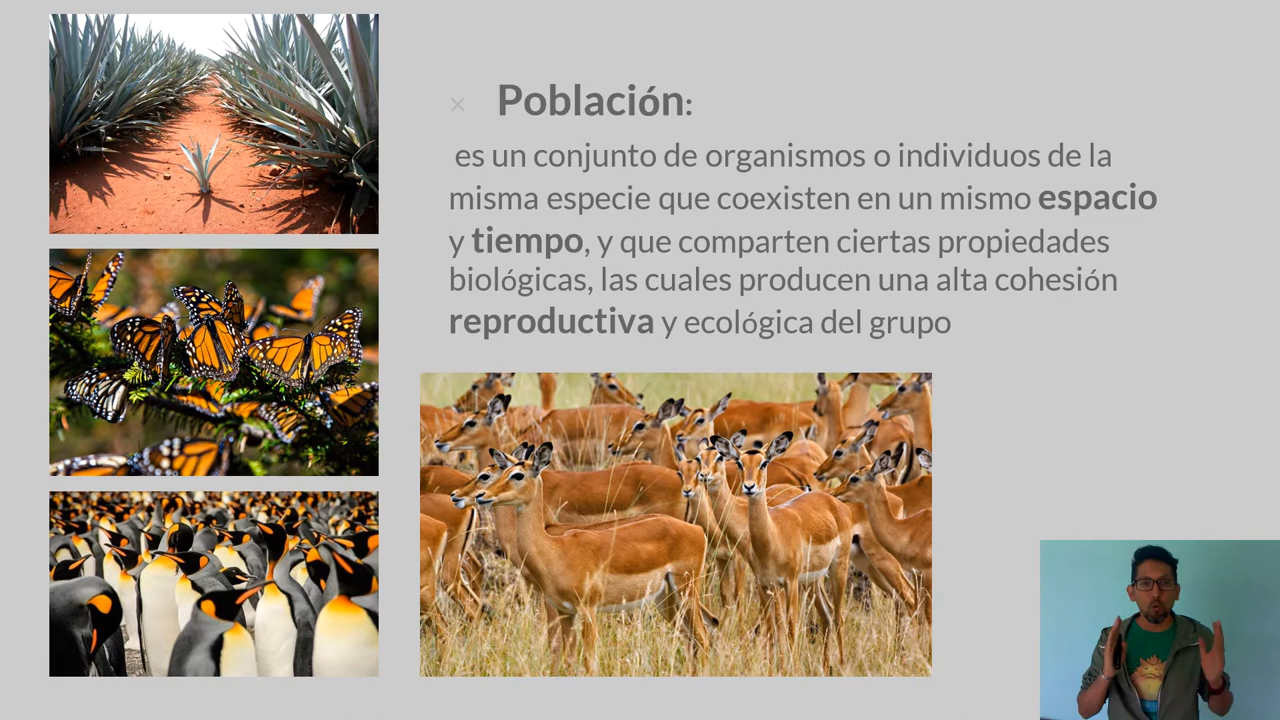 × Población:
es un conjunto de organismos o individuos de la
misma especie que coexisten en un mismo espacio
y tiempo, y que comparten ciertas propiedades
biológicas, las cuales producen una alta cohesión
reproductiva y ecológica del grupo